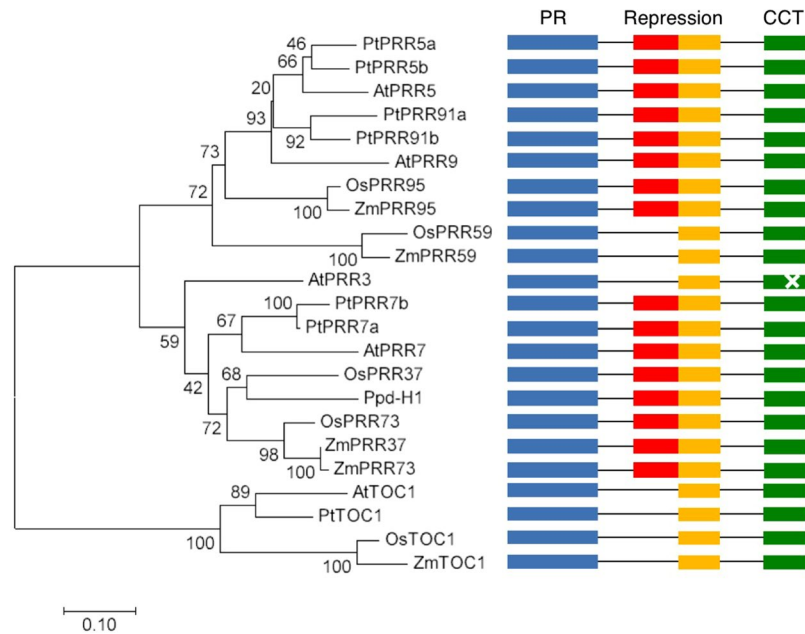 PR Repression CCT
46 PtPRR5a
66 PtPRR5b
20 AtPRR5
93 PtPRR91a
92 PtPRR91b
73 AtPRR9
72 OsPRR95
100 ZmPRR95
OsPRR59
100 ZmPRR59
AtPRR3
100 PtPRR7b
67 PtPRR7a
59 AtPRR7
42 68 OsPRR37
Ppd-H1
72 OsPRR73
98 ZmPRR37
100 ZmPRR73
89 AtTOC1
PtTOC1
100 OsTOC1
100 ZmTOC1
0.10